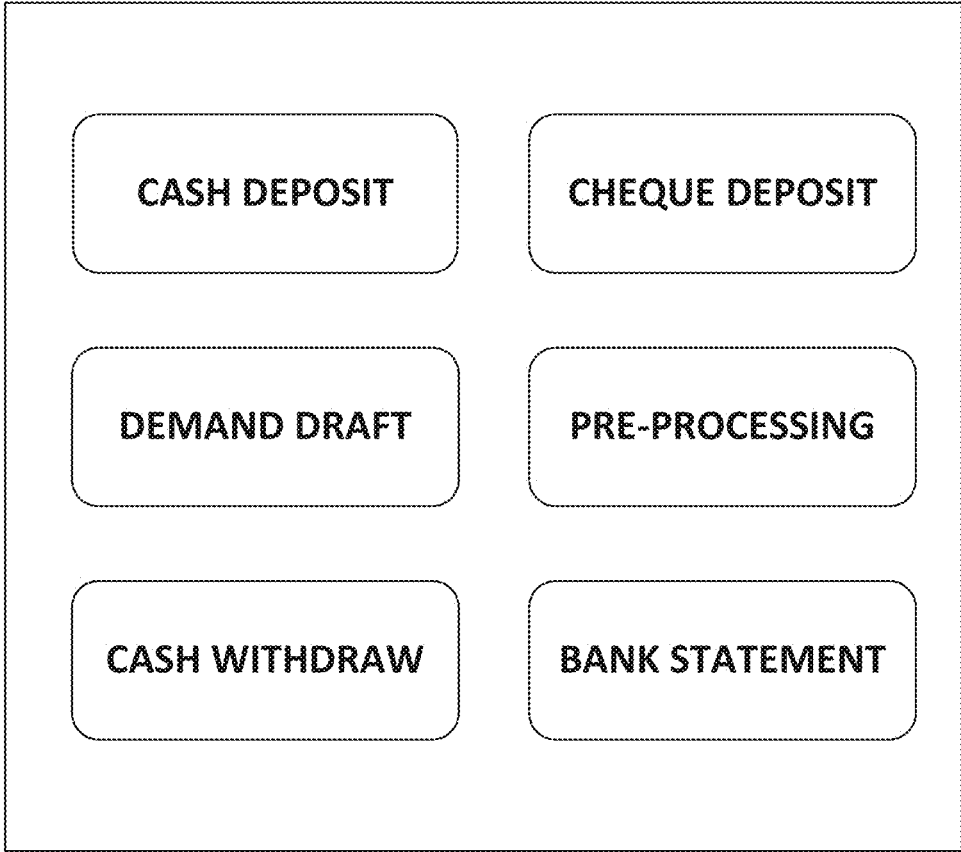 CASH DEPOSIT
CHEQUE DEPOSIT
DEMAND DRAFT
PRE-PROCESSING
CASH WITHDRAW
BANK STATEMENT